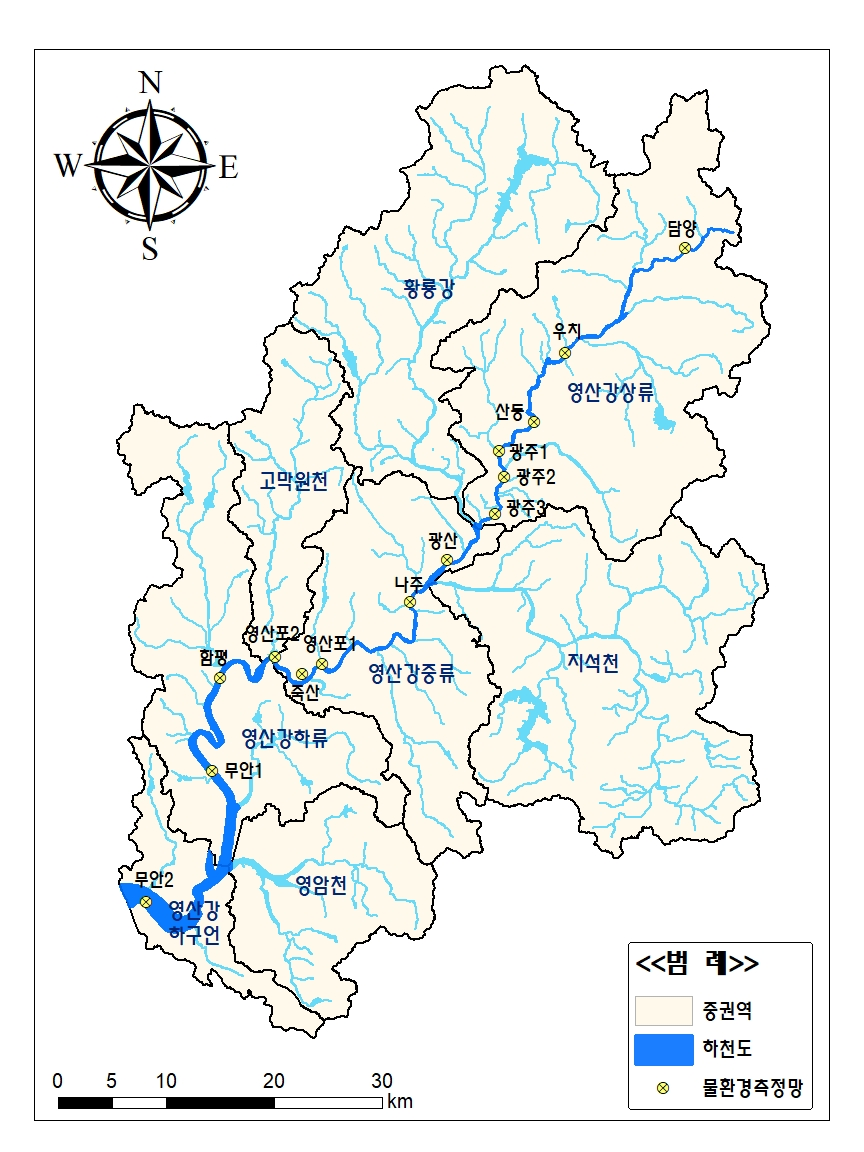 N
W
E
S
담양
황룡강
우치
영산강상류
산동
광주1
고막원천
광주2
광주3
광산
나주
영산포2
영산포1
함평
지석천
영산강중류
죽산
영산강하류
무안1
무안2
영암천
영산강
하구언
<<범 례>>
중권역
하천도
물환경측정망
0 5 10 20 30
km